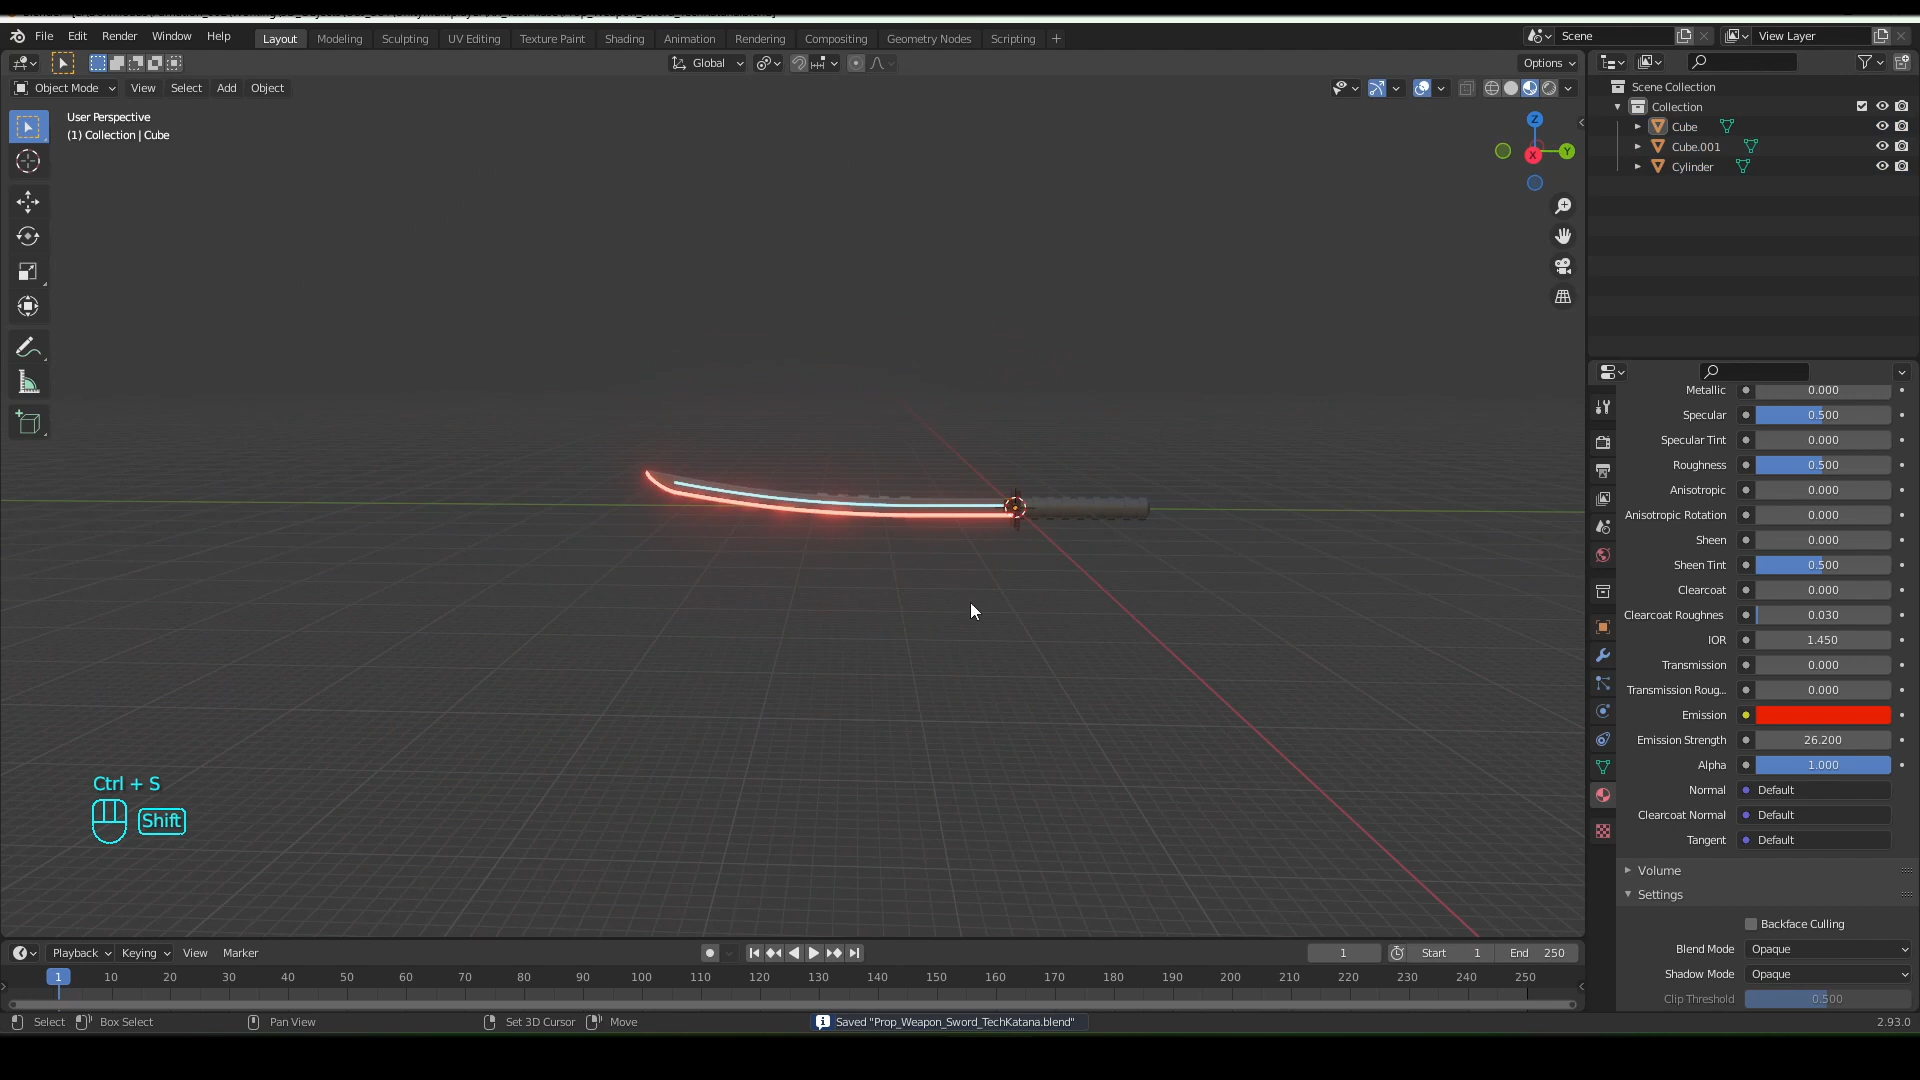 File Edit Render Window Help
Layout Modeling Sculpting UV Editing Texture Paint Shading Animation Rendering Compositing Geometry Nodes Scripting +
Scene
View Layer
Global
Options
Object Mode View Select Add Object
User Perspective
(1) Collection | Cube
Z
Y
X
Scene Collection
Collection
Cube
Cube.001
Cylinder
Metallic 0.000
Specular 0.500
Specular Tint 0.000
Roughness 0.500
Anisotropic 0.000
Anisotropic Rotation 0.000
Sheen 0.000
Sheen Tint 0.500
Clearcoat 0.000
Clearcoat Roughnes 0.030
IOR 1.450
Transmission 0.000
Transmission Roug... 0.000
Emission
Emission Strength 26.200
Alpha 1.000
Normal Default
Clearcoat Normal Default
Tangent Default
Volume
Settings
Backface Culling
Blend Mode Opaque
Shadow Mode Opaque
Clip Threshold 0.500
Ctrl + S
Shift
Playback Keying View Marker
1 Start 1 End 250
1 10 20 30 40 50 60 70 80 90 100 110 120 130 140 150 160 170 180 190 200 210 220 230 240 250
Select Box Select Pan View Set 3D Cursor Move
Saved "Prop_Weapon_Sword_TechKatana.blend"
2.93.0